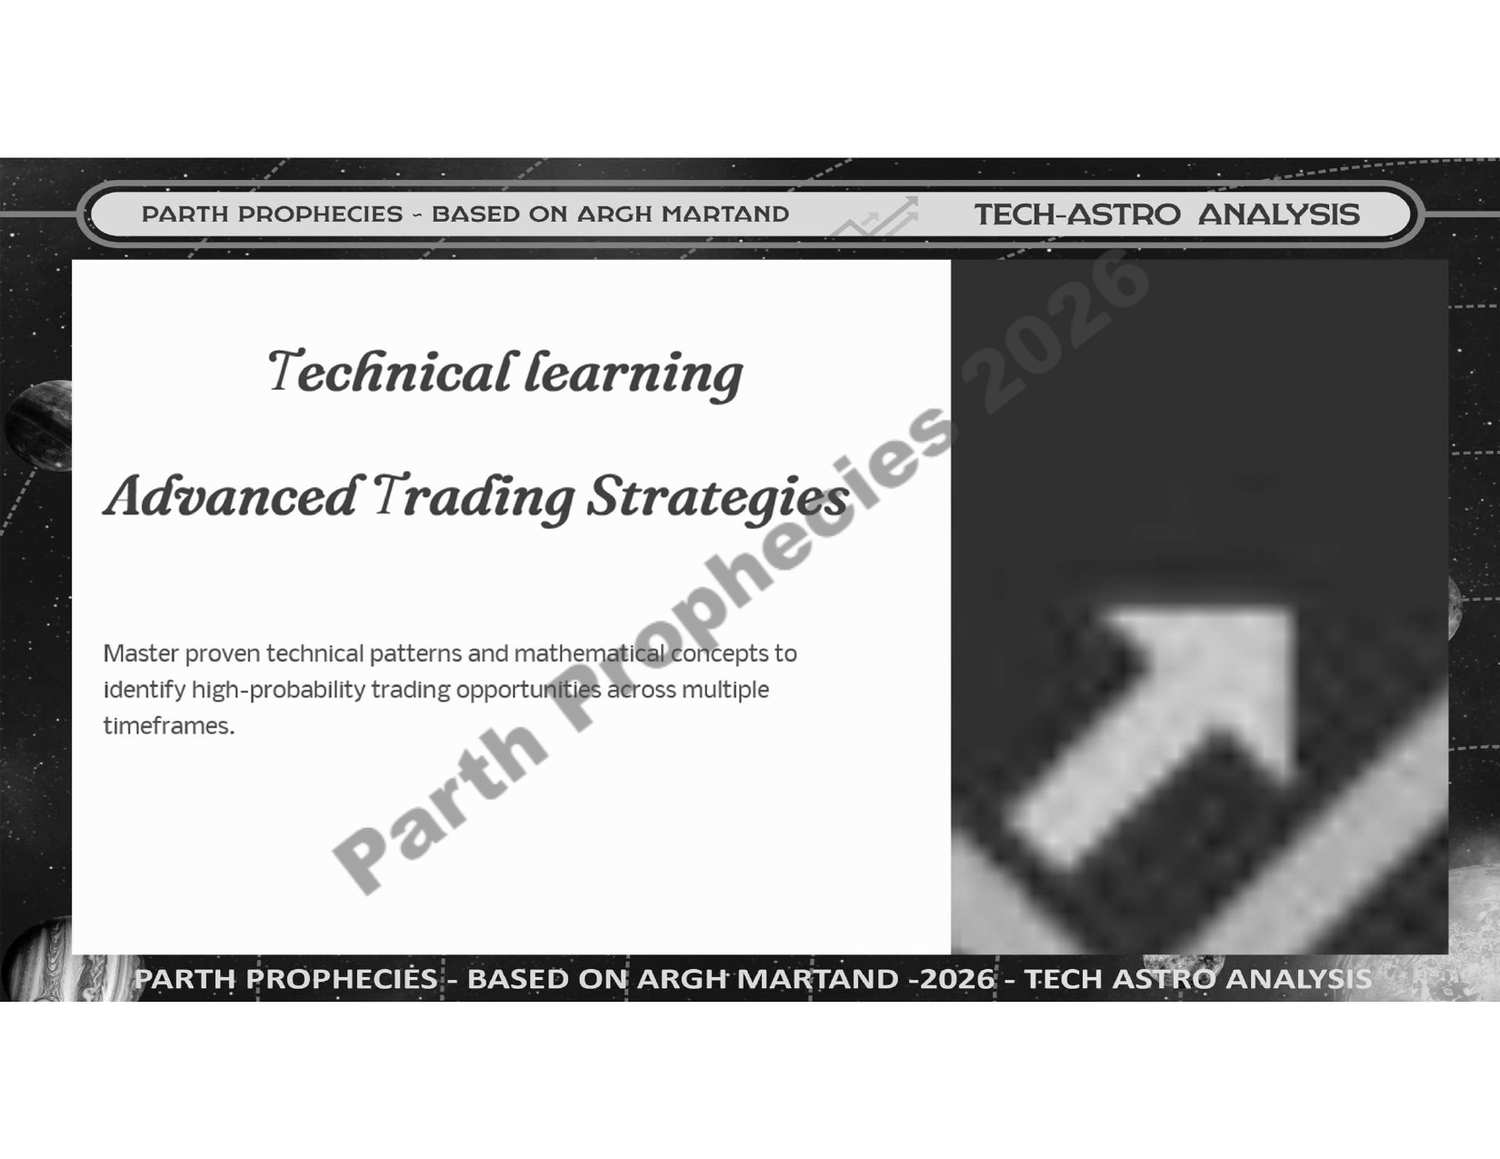 PARTH PROPHECIES ~ BASED ON ARGH MARTAND
TECH-ASTRO ANALYSIS
Technical learning
Advanced Trading Strategies
Master proven technical patterns and mathematical concepts to
identify high-probability trading opportunities across multiple
timeframes.
Parth Prophecies 2026
PARTH PROPHECIES - BASED ON ARGH MARTAND -2026 - TECH ASTRO ANALYSIS